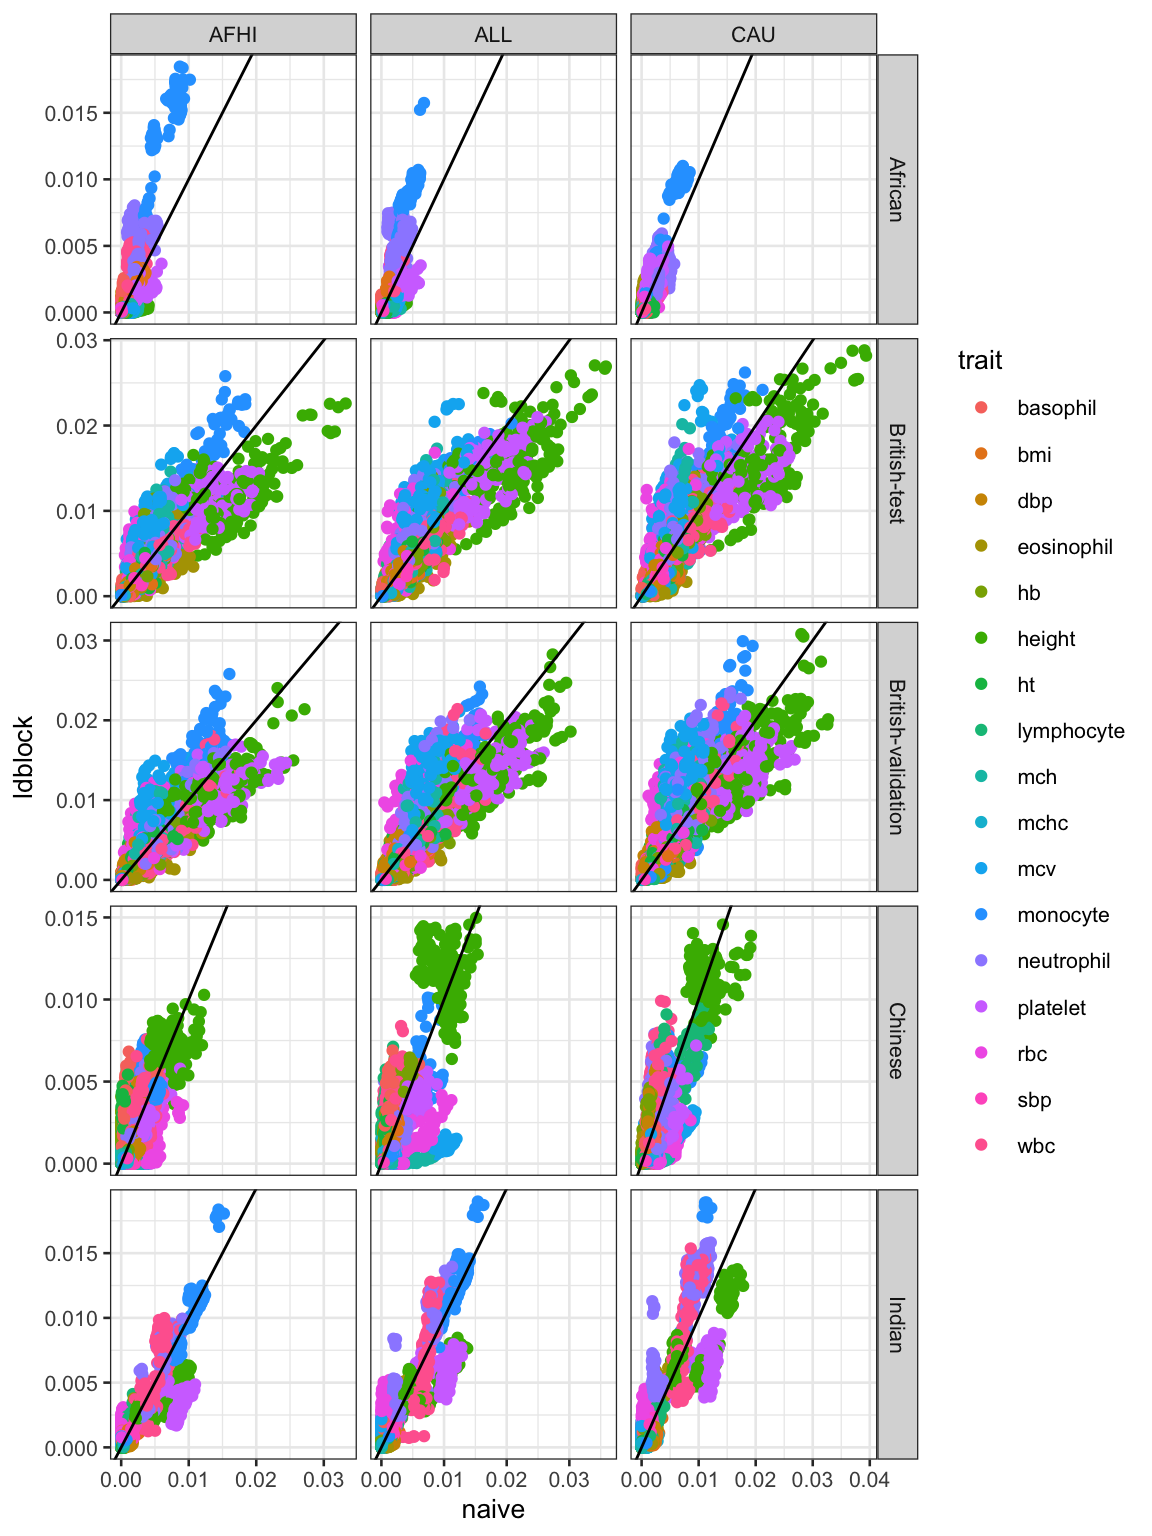 AFHI ALL CAU
0.015
0.010
0.005
0.000
African
0.03
0.02
0.01
0.00
British-test
0.03
0.02
0.01
0.00
British-validation
0.015
0.010
0.005
0.000
Chinese
0.015
0.010
0.005
0.000
Indian
0.00 0.01 0.02 0.03 0.00 0.01 0.02 0.03 0.00 0.01 0.02 0.03 0.04
naive
ldblock
trait
basophil
bmi
dbp
eosinophil
hb
height
ht
lymphocyte
mch
mchc
mcv
monocyte
neutrophil
platelet
rbc
sbp
wbc